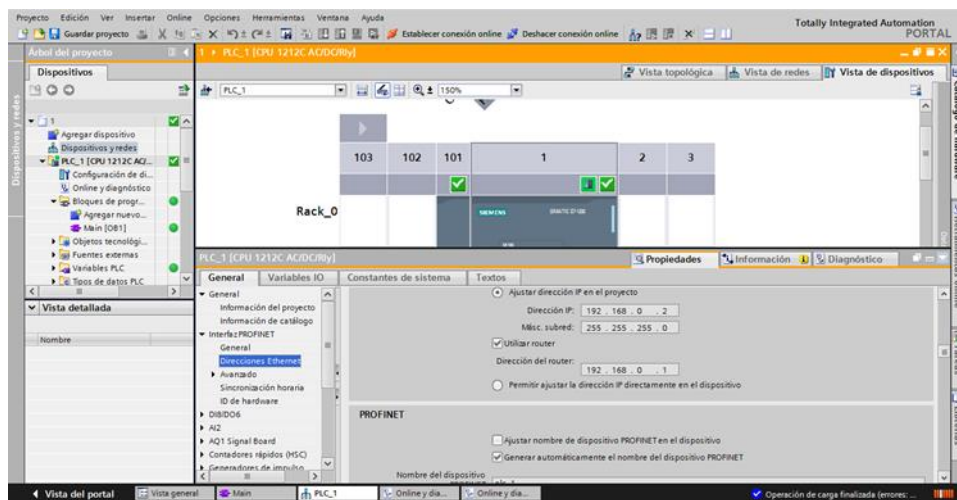 Proyecto Edición Ver Insertar Online Opciones Herramientas Ventana Ayuda
Totally Integrated Automation
PORTAL
Guardar proyecto
Establecer conexión online
Deshacer conexión online
Árbol del proyecto
1 PLC_1 [CPU 1212C AC/DC/Rly]
Dispositivos
Vista topológica
Vista de redes
Vista de dispositivos
PLC_1
150%
Dispositivos y redes
Catálogo de hardware
1
Agregar dispositivo
Dispositivos y redes
PLC_1 [CPU 1212C AC/...
Configuración de di...
Online y diagnóstico
Bloques de progr...
Agregar nuevo...
Main [OB1]
Objetos tecnológi...
Fuentes externas
Variables PLC
Tipos de datos PLC
103 102 101 1 2 3
Rack_0
SIEMENS
SIMATIC S7-1200
PLC_1 [CPU 1212C AC/DC/Rly]
Propiedades
Información
Diagnóstico
General
Variables IO
Constantes de sistema
Textos
Vista detallada
Nombre
General
Información del proyecto
Información de catálogo
Interfaz PROFINET
General
Direcciones Ethernet
Avanzado
Sincronización horaria
ID de hardware
DI8/DO6
AI2
AQ1 Signal Board
Contadores rápidos (HSC)
Generadores de impulso
Ajustar dirección IP en el proyecto
Dirección IP: 192 . 168 . 0 . 2
Másc. subred: 255 . 255 . 255 . 0
Utilizar router
Dirección del router: 192 . 168 . 0 . 1
Permitir ajustar la dirección IP directamente en el dispositivo
PROFINET
Ajustar nombre de dispositivo PROFINET en el dispositivo
Generar automáticamente el nombre del dispositivo PROFINET
Nombre del dispositivo
Vista del portal
Vista general
Main
PLC_1
Online y dia...
Online y dia...
Operación de carga finalizada (errores: ...